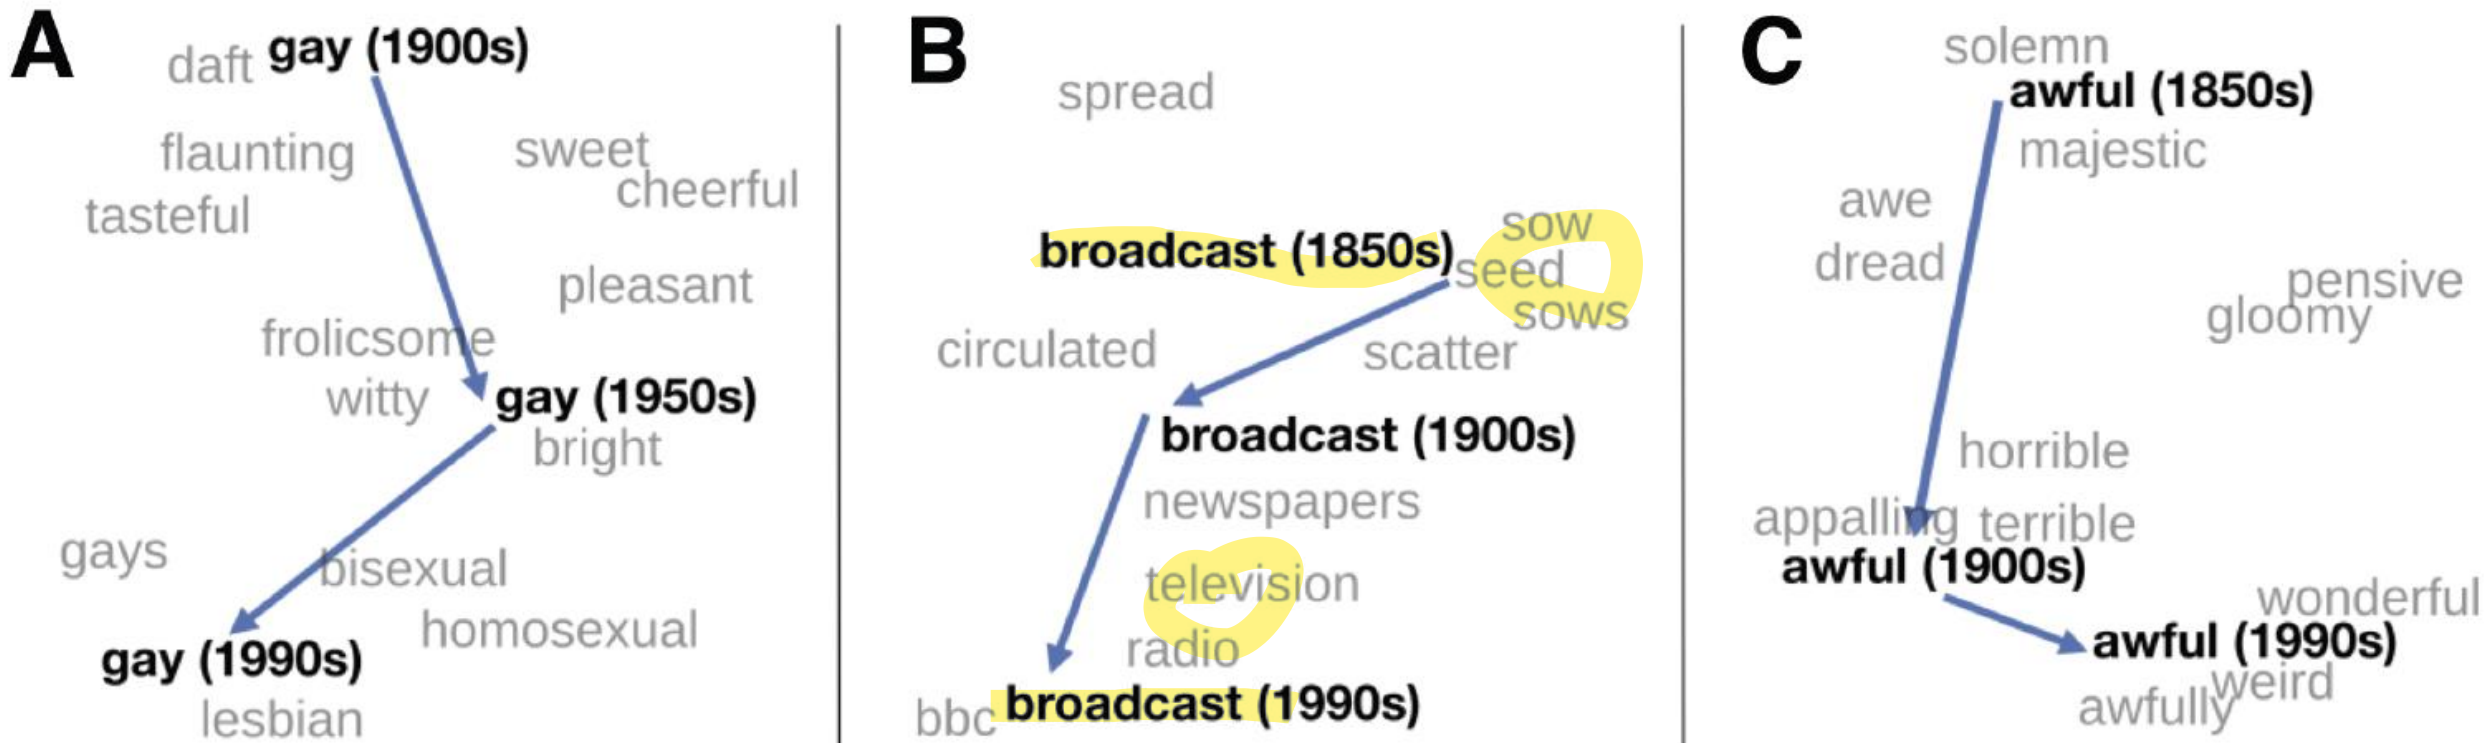 A
daft gay (1900s)
flaunting
sweet
cheerful
tasteful
pleasant
frolicsome
witty
gay (1950s)
bright
gays
bisexual
homosexual
gay (1990s)
lesbian
B
spread
sow
broadcast (1850s)
seed
sows
circulated
scatter
broadcast (1900s)
newspapers
television
radio
bbc broadcast (1990s)
C
solemn
awful (1850s)
majestic
awe
dread
pensive
gloomy
horrible
appalling terrible
awful (1900s)
wonderful
awful (1990s)
weird
awfully